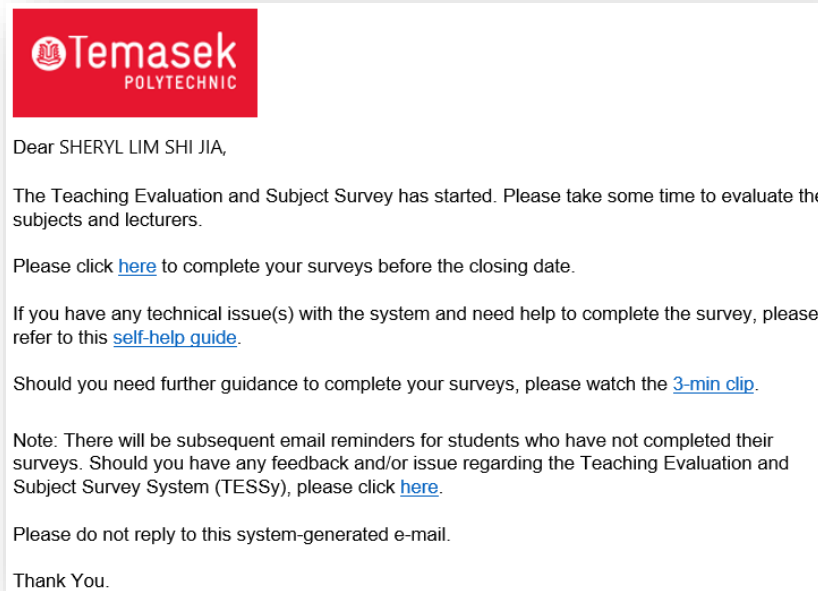 Temasek
POLYTECHNIC
Dear SHERYL LIM SHI JIA,
The Teaching Evaluation and Subject Survey has started. Please take some time to evaluate the
subjects and lecturers.
Please click here to complete your surveys before the closing date.
If you have any technical issue(s) with the system and need help to complete the survey, please
refer to this self-help guide.
Should you need further guidance to complete your surveys, please watch the 3-min clip.
Note: There will be subsequent email reminders for students who have not completed their
surveys. Should you have any feedback and/or issue regarding the Teaching Evaluation and
Subject Survey System (TESSy), please click here.
Please do not reply to this system-generated e-mail.
Thank You.